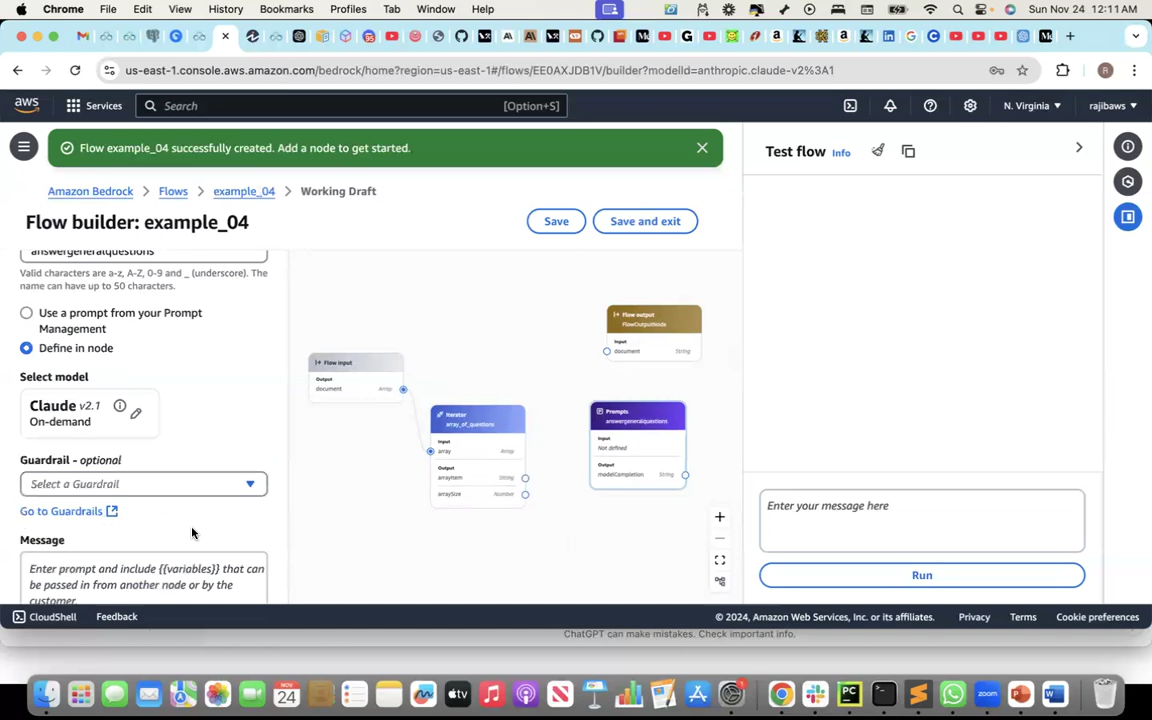 Chrome File Edit View History Bookmarks Profiles Tab Window Help Sun Nov 24 12:11 AM
us-east-1.console.aws.amazon.com/bedrock/home?region=us-east-1#/flows/EE0AXJDB1V/builder?modelId=anthropic.claude-v2%3A1
aws Services Search [Option+S] N. Virginia rajibaws
Flow example_04 successfully created. Add a node to get started.
Amazon Bedrock Flows example_04 Working Draft
Flow builder: example_04
Save
Save and exit
answergeneralquestions
Valid characters are a-z, A-Z, 0-9 and _ (underscore). The
name can have up to 50 characters.
Use a prompt from your Prompt
Management
Define in node
Select model
Claude v2.1
On-demand
Guardrail - optional
Select a Guardrail
Go to Guardrails
Message
Enter prompt and include {{variables}} that can
be passed in from another node or by the
customer.
Flow input
Output
document Array
Iterator
array_of_questions
Input
array Array
Output
arrayItem String
arraySize Number
Flow output
FlowOutputNode
Input
document String
Prompts
answergeneralquestions
Input
Not defined
Output
modelCompletion String
Test flow Info
Enter your message here
Run
CloudShell Feedback © 2024, Amazon Web Services, Inc. or its affiliates. Privacy Terms Cookie preferences
ChatGPT can make mistakes. Check important info.
NOV
24
tv
PC
zoom